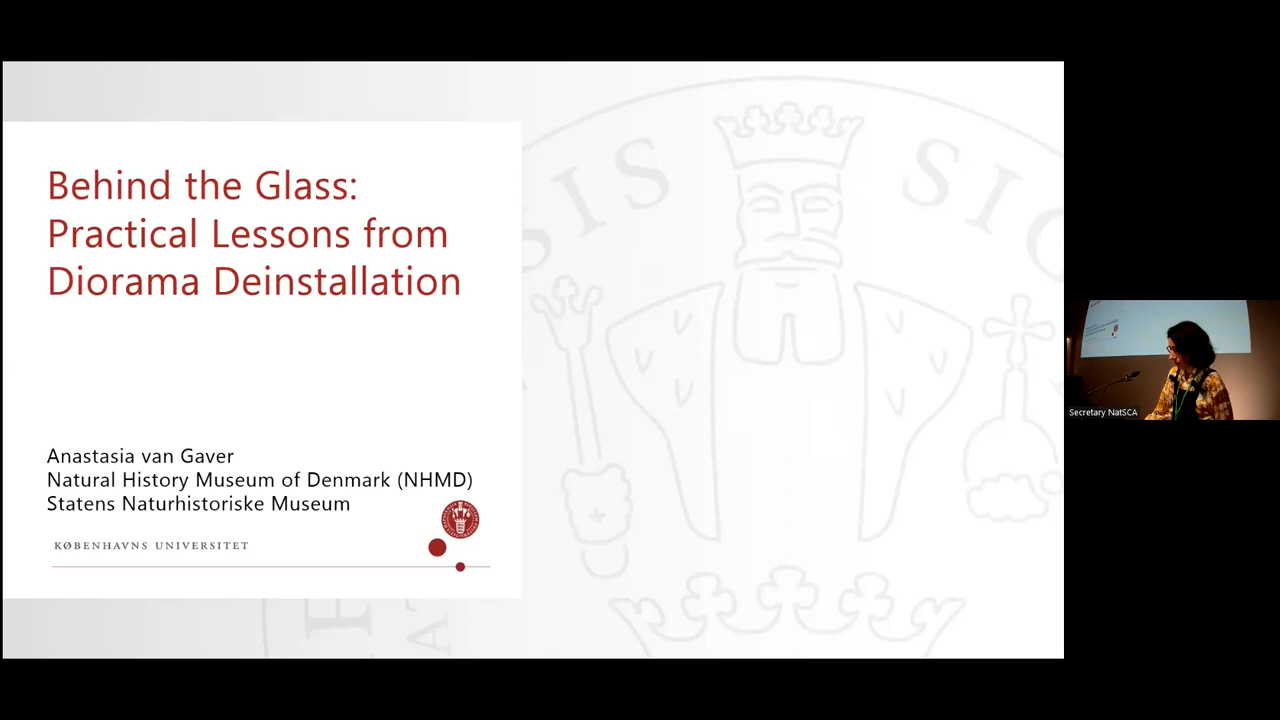 Behind the Glass:
Practical Lessons from
Diorama Deinstallation
Anastasia van Gaver
Natural History Museum of Denmark (NHMD)
Statens Naturhistoriske Museum
KØBENHAVNS UNIVERSITET
Secretary NatSCA